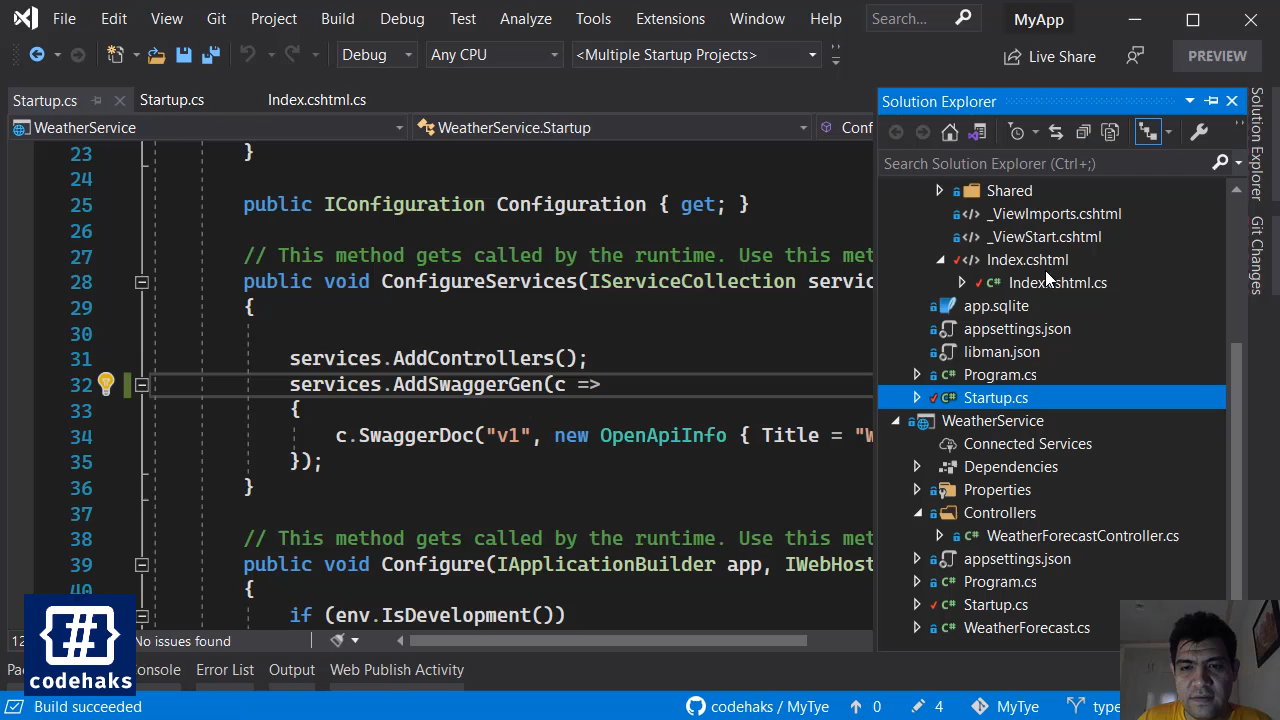 File Edit View Git Project Build Debug Test Analyze Tools Extensions Window Help Search... MyApp
Debug Any CPU <Multiple Startup Projects> Live Share PREVIEW
Startup.cs Startup.cs Index.cshtml.cs
WeatherService WeatherService.Startup Conf
23 }
24
25 public IConfiguration Configuration { get; }
26
27 // This method gets called by the runtime. Use this met
28 public void ConfigureServices(IServiceCollection servic
29 {
30
31 services.AddControllers();
32 services.AddSwaggerGen(c =>
33 {
34 c.SwaggerDoc("v1", new OpenApiInfo { Title = "W
35 });
36 }
37
38 // This method gets called by the runtime. Use this met
39 public void Configure(IApplicationBuilder app, IWebHost
40 {
if (env.IsDevelopment())
No issues found
Console Error List Output Web Publish Activity
Build succeeded
codehaks / MyTye 0 4 MyTye type
Solution Explorer
Search Solution Explorer (Ctrl+;)
Shared
_ViewImports.cshtml
_ViewStart.cshtml
Index.cshtml
Index.cshtml.cs
app.sqlite
appsettings.json
libman.json
Program.cs
Startup.cs
WeatherService
Connected Services
Dependencies
Properties
Controllers
WeatherForecastController.cs
appsettings.json
Program.cs
Startup.cs
WeatherForecast.cs
Solution Explorer
Git Changes
{#}
codehaks